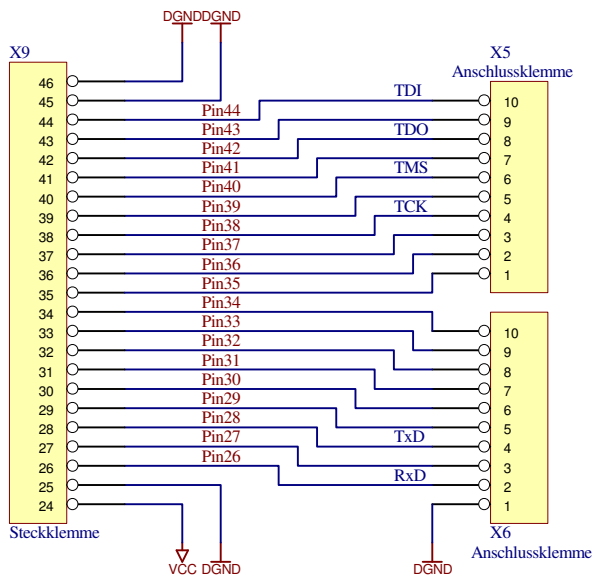 DGND DGND
X9 X5
Anschlussklemme
46
45
44 Pin44 TDI 10
43 Pin43 9
42 Pin42 TDO 8
41 Pin41 7
40 Pin40 TMS 6
39 Pin39 5
38 Pin38 TCK 4
37 Pin37 3
36 Pin36 2
35 Pin35 1
34 Pin34 10
33 Pin33 9
32 Pin32 8
31 Pin31 7
30 Pin30 6
29 Pin29 5
28 Pin28 TxD 4
27 Pin27 3
26 Pin26 RxD 2
25 1
24
Steckklemme X6
Anschlussklemme
VCC DGND DGND